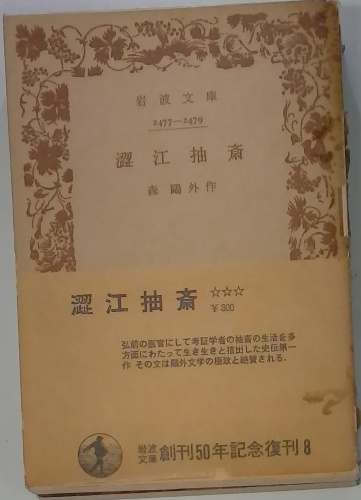 岩波文庫
2477—2479
澀江抽斎
森鷗外作
澀江抽斎 ☆☆☆
￥300
弘前の医官にして考証学者の抽斎の生活を多
方面にわたって生き生きと描出した史伝第一
作 その文は鷗外文学の極致と絶賛される.
岩波
文庫 創刊50年記念復刊 8